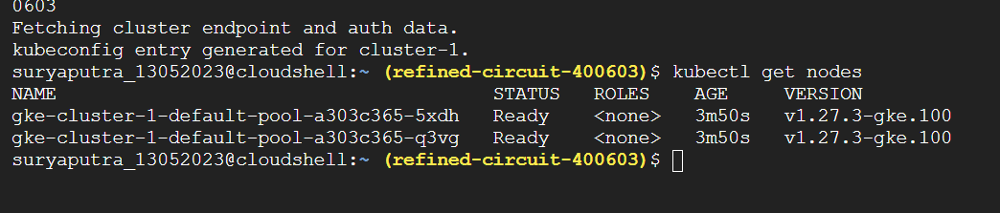 0603
Fetching cluster endpoint and auth data.
kubeconfig entry generated for cluster-1.
suryaputra_13052023@cloudshell:~ (refined-circuit-400603)$ kubectl get nodes
NAME STATUS ROLES AGE VERSION
gke-cluster-1-default-pool-a303c365-5xdh Ready <none> 3m50s v1.27.3-gke.100
gke-cluster-1-default-pool-a303c365-q3vg Ready <none> 3m50s v1.27.3-gke.100
suryaputra_13052023@cloudshell:~ (refined-circuit-400603)$